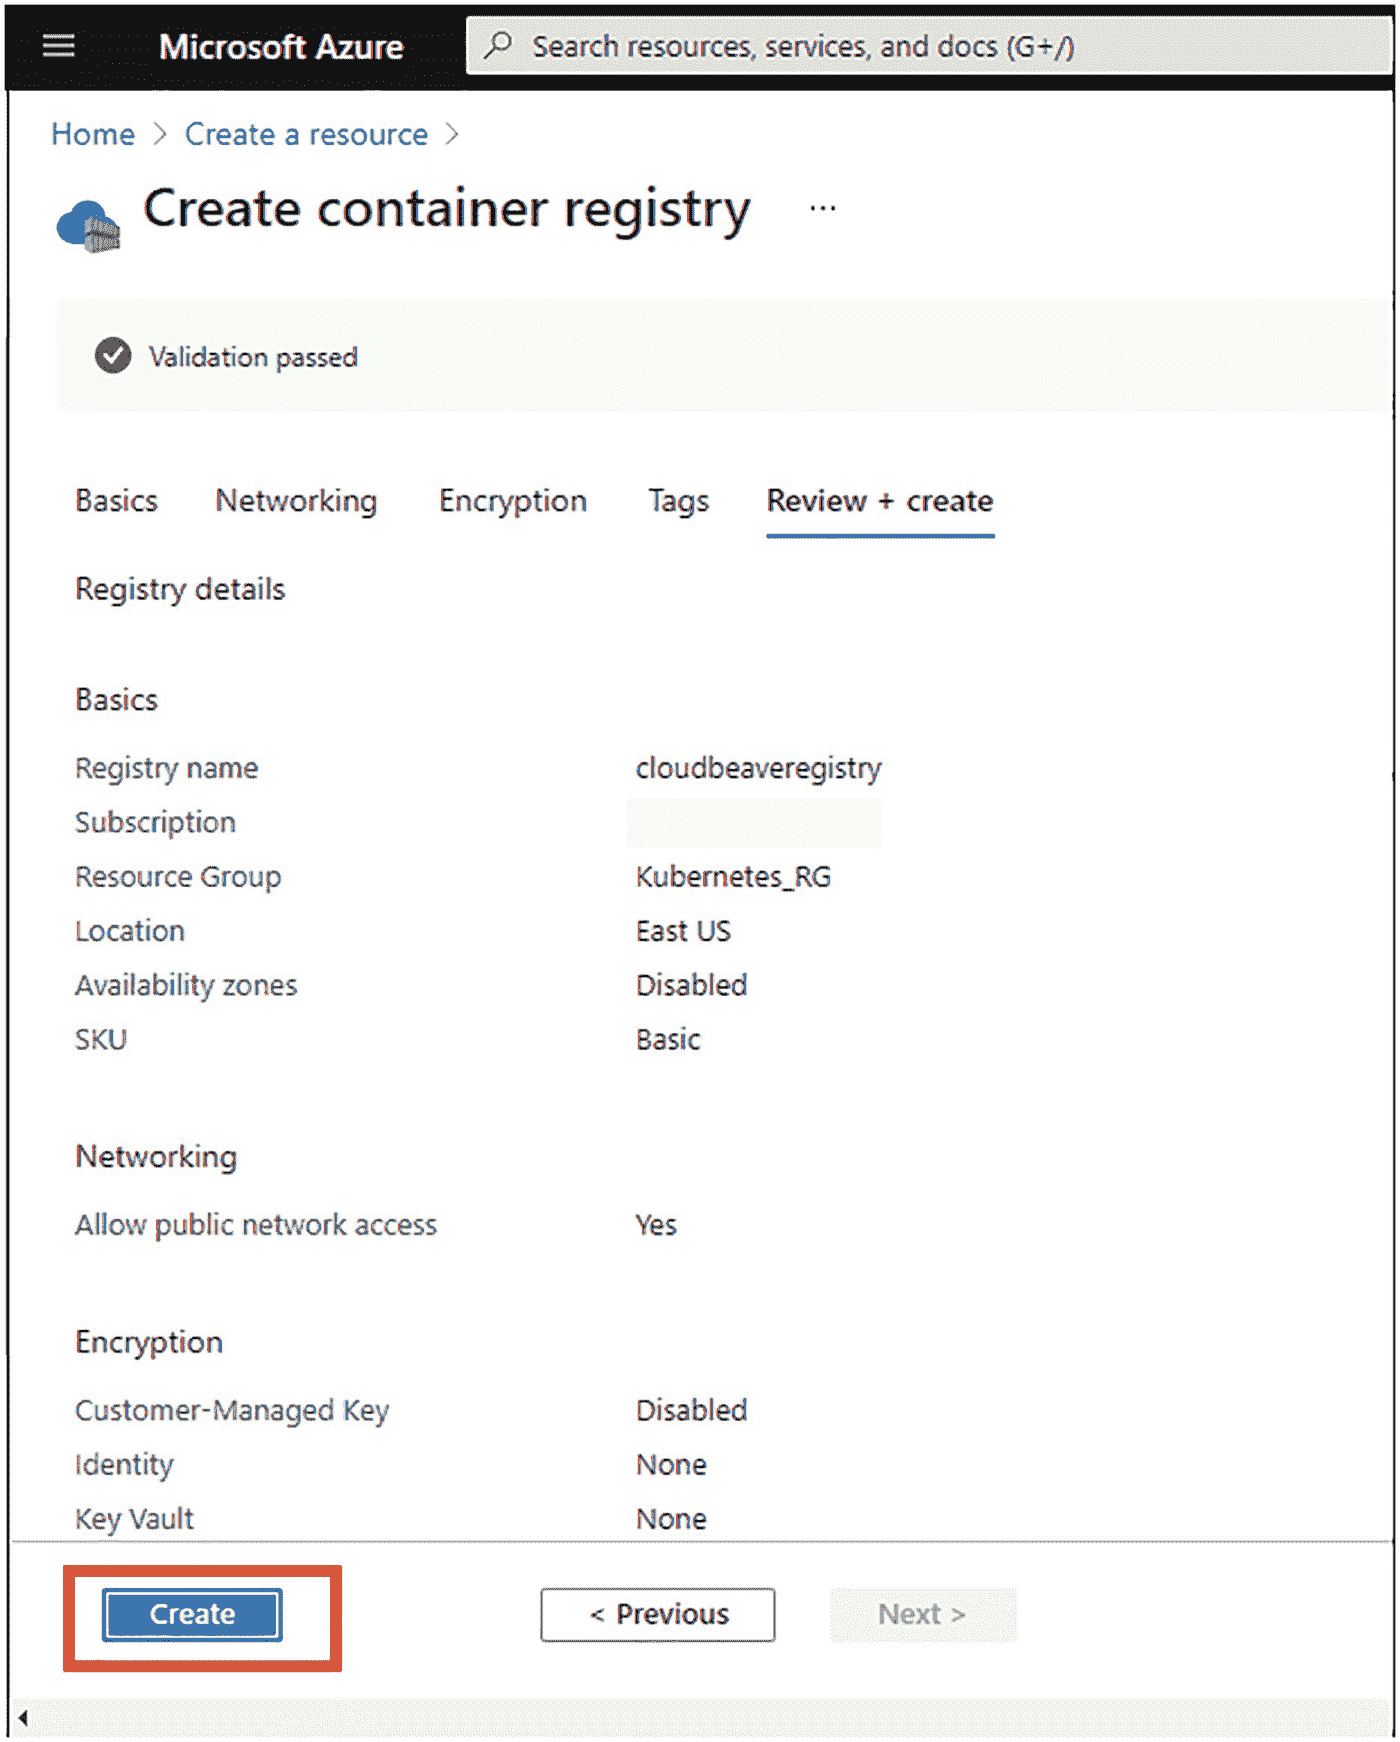 Microsoft Azure
Search resources, services, and docs (G+/)
Home > Create a resource >
Create container registry ...
Validation passed
Basics Networking Encryption Tags Review + create
Registry details
Basics
Registry name cloudbeaveregistry
Subscription
Resource Group Kubernetes_RG
Location East US
Availability zones Disabled
SKU Basic
Networking
Allow public network access Yes
Encryption
Customer-Managed Key Disabled
Identity None
Key Vault None
Create < Previous Next >